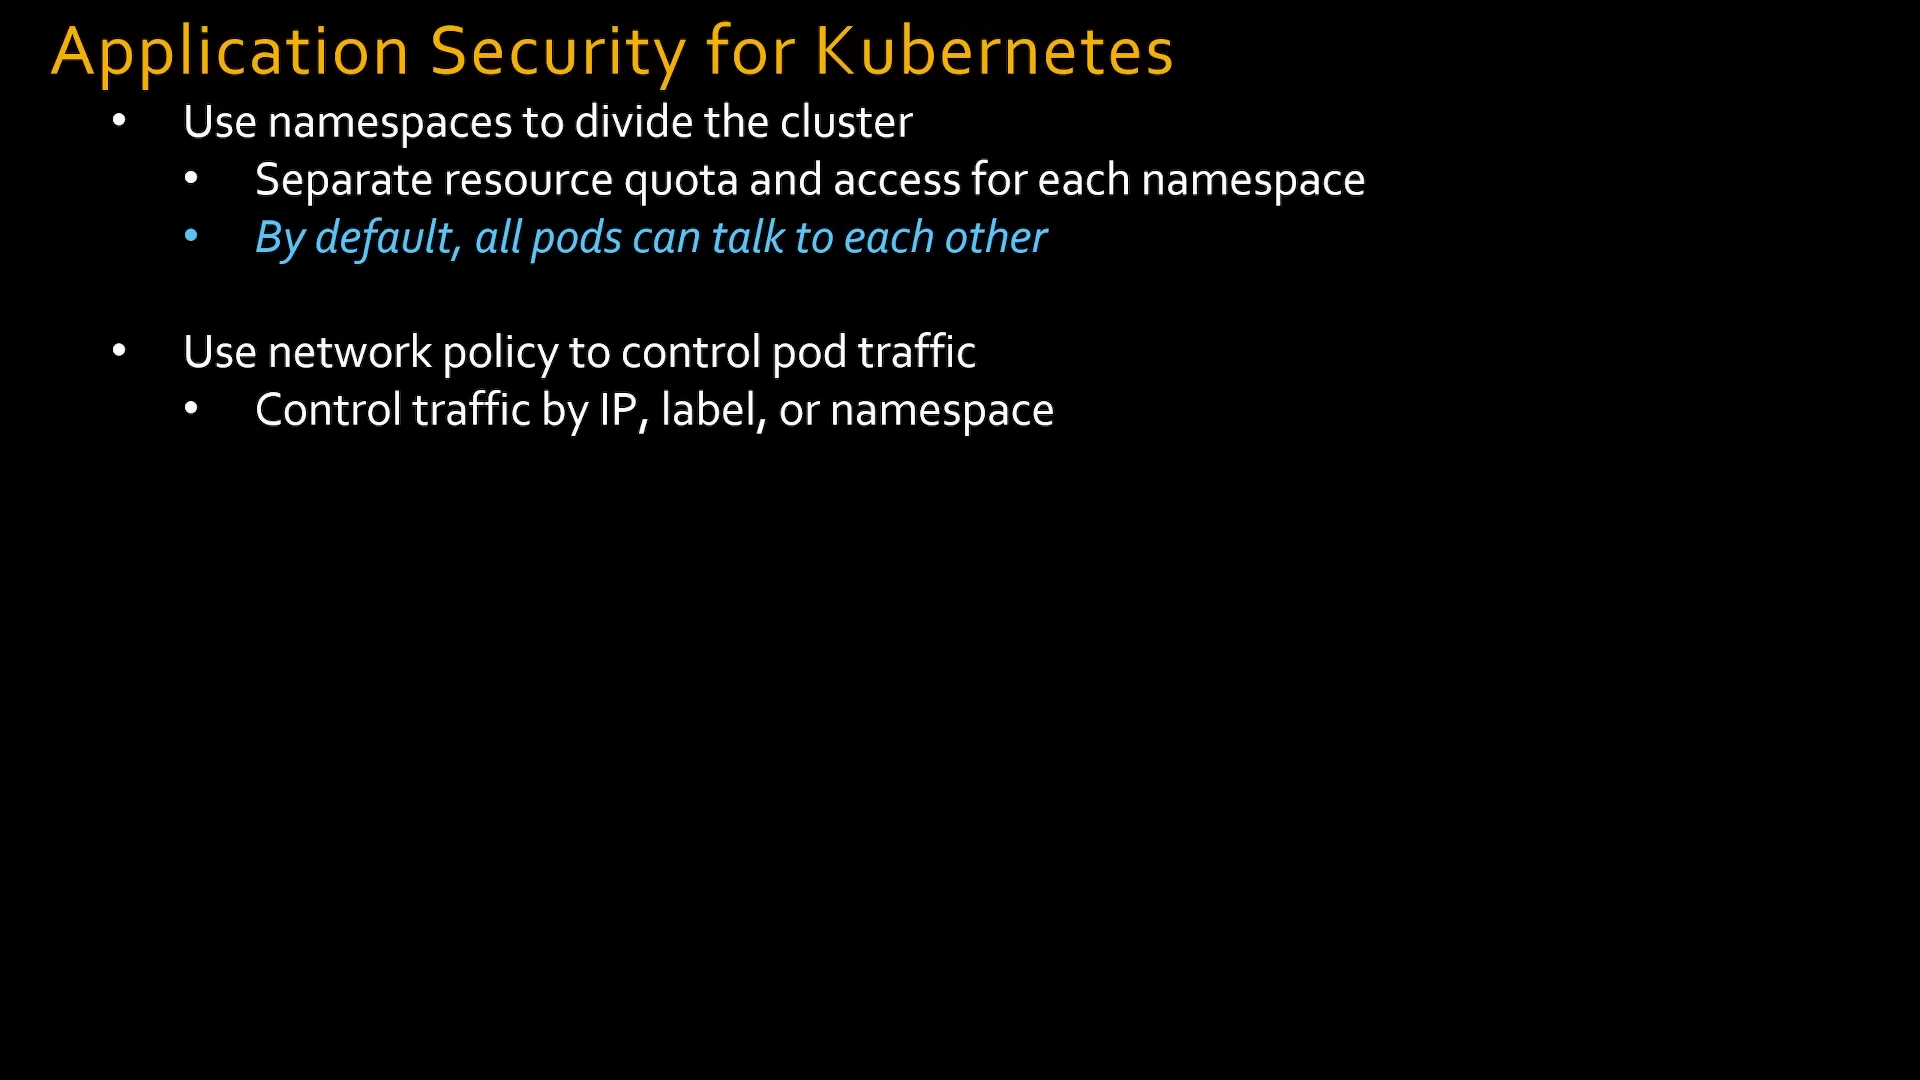 Application Security for Kubernetes
• Use namespaces to divide the cluster
• Separate resource quota and access for each namespace
• By default, all pods can talk to each other
• Use network policy to control pod traffic
• Control traffic by IP, label, or namespace